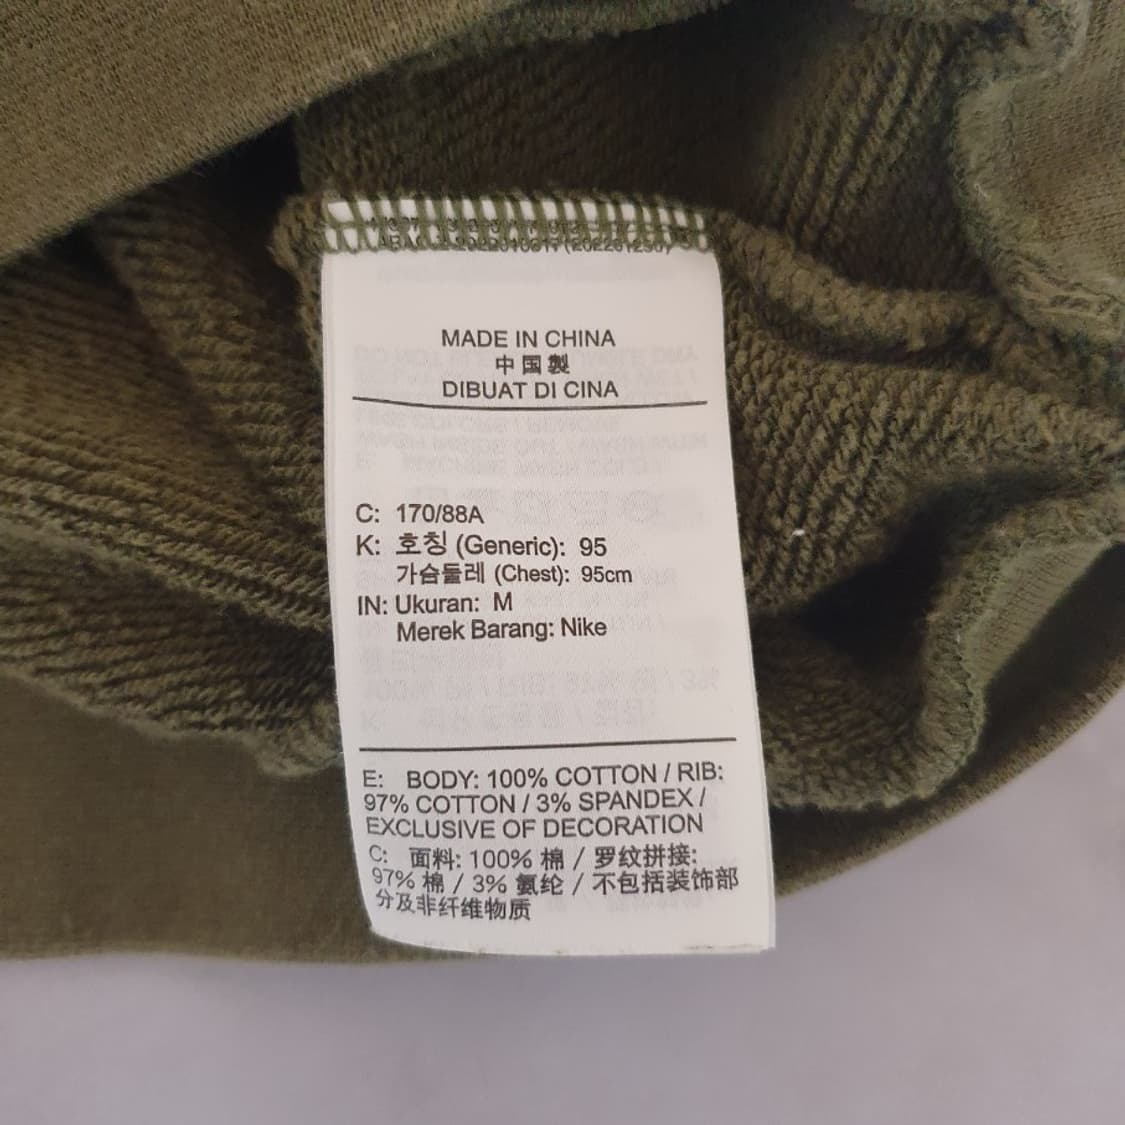 MADE IN CHINA
中国製
DIBUAT DI CINA
C: 170/88A
K: 호칭 (Generic): 95
가슴둘레 (Chest): 95cm
IN: Ukuran: M
Merek Barang: Nike
E: BODY: 100% COTTON / RIB:
97% COTTON / 3% SPANDEX /
EXCLUSIVE OF DECORATION
C: 面料: 100% 棉 / 罗纹拼接:
97% 棉 / 3% 氨纶 / 不包括装饰部
分及非纤维物质